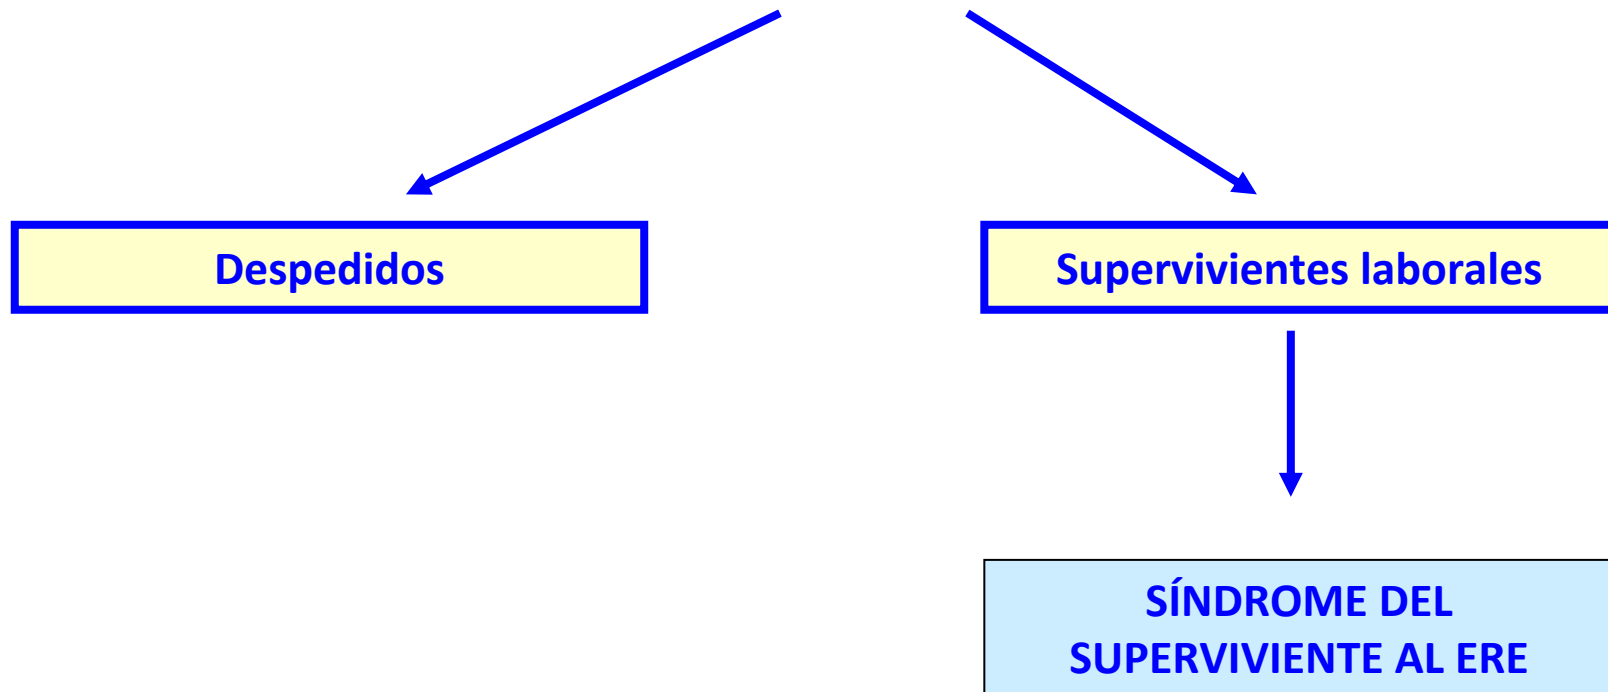 Despedidos
Supervivientes laborales
SÍNDROME DEL
SUPERVIVIENTE AL ERE